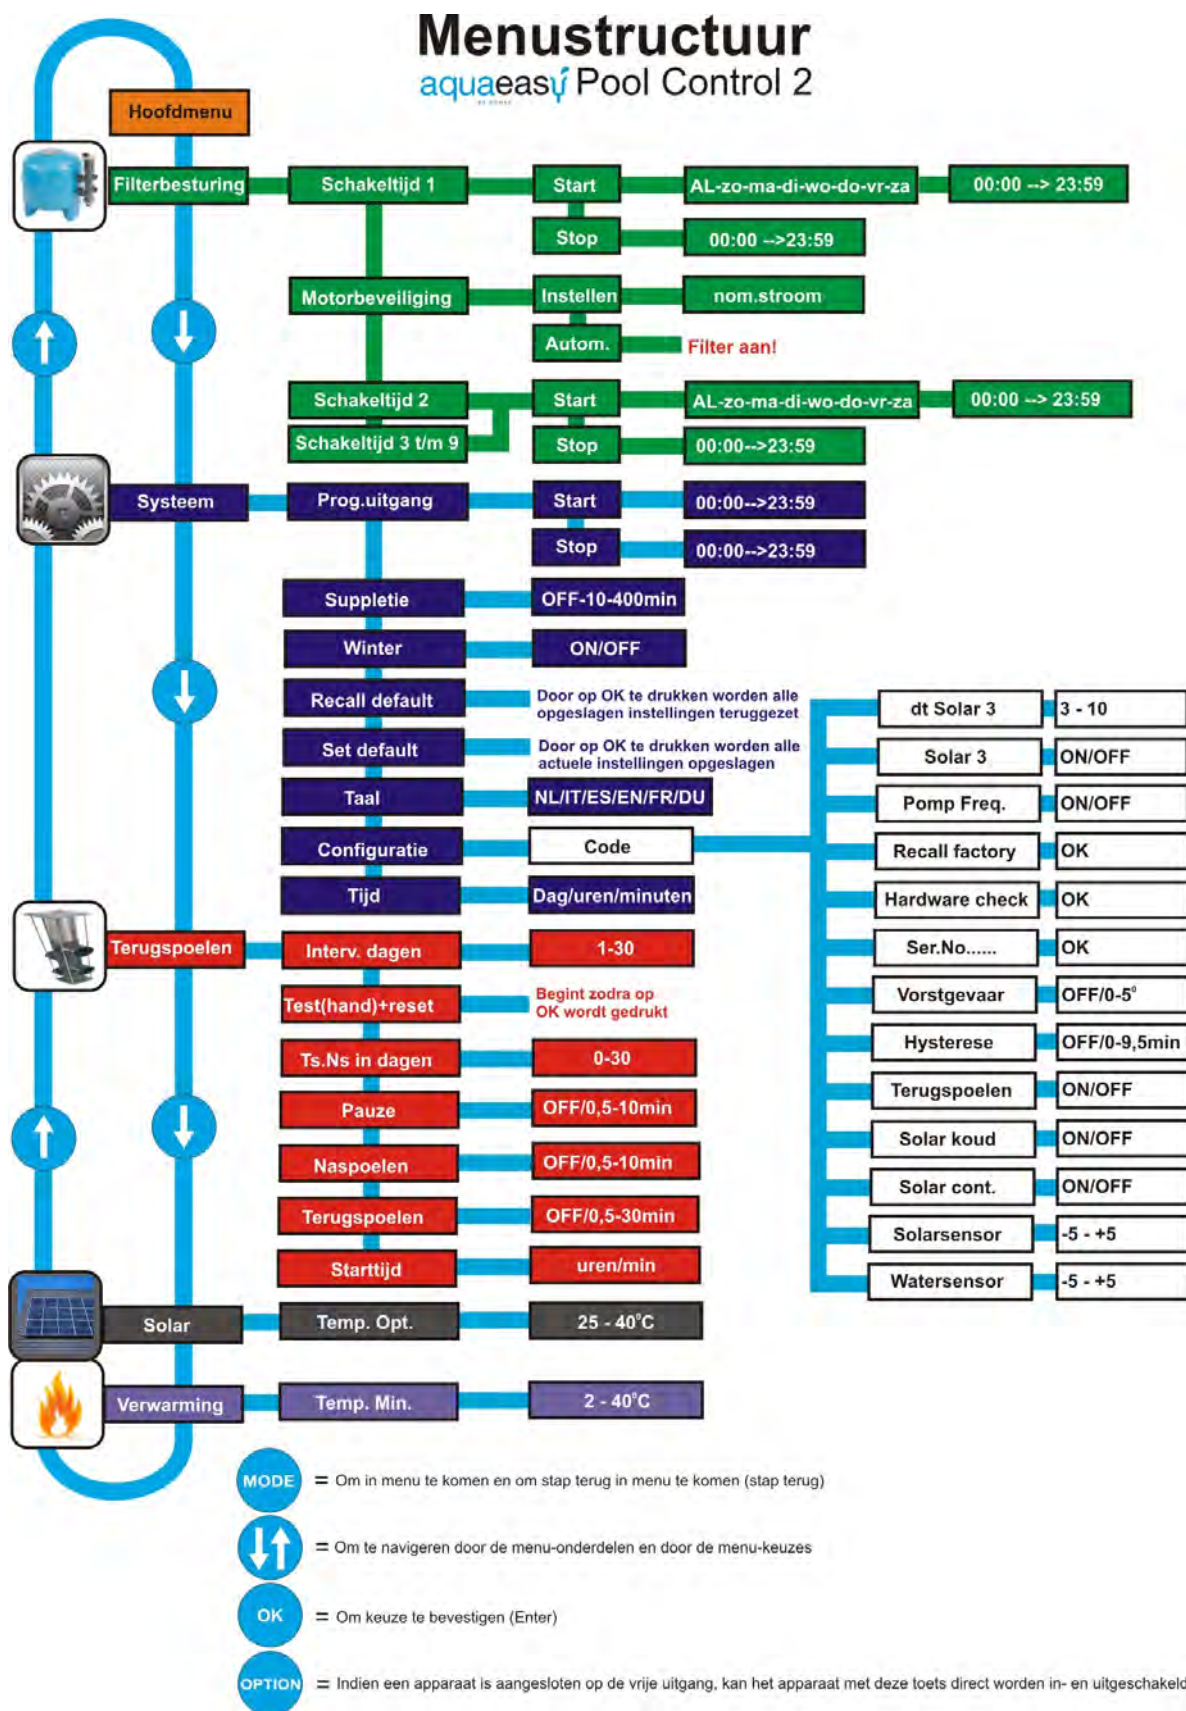 Menustructuur
aquaeasy Pool Control 2
Hoofdmenu
Filterbesturing Schakeltijd 1 Start AL-zo-ma-di-wo-do-vr-za 00:00 --> 23:59
Stop 00:00 -->23:59
Motorbeveiliging Instellen nom.stroom
Autom. Filter aan!
Schakeltijd 2 Start AL-zo-ma-di-wo-do-vr-za 00:00 --> 23:59
Schakeltijd 3 t/m 9 Stop 00:00-->23:59
Systeem Prog.uitgang Start 00:00-->23:59
Stop 00:00-->23:59
Suppletie OFF-10-400min
Winter ON/OFF
Recall default Door op OK te drukken worden alle
opgeslagen instellingen teruggezet
Set default Door op OK te drukken worden alle
actuele instellingen opgeslagen
Taal NL/IT/ES/EN/FR/DU
Configuratie Code
Tijd Dag/uren/minuten
dt Solar 3 3 - 10
Solar 3 ON/OFF
Pomp Freq. ON/OFF
Recall factory OK
Hardware check OK
Ser.No...... OK
Vorstgevaar OFF/0-5⁰
Hysterese OFF/0-9,5min
Terugspoelen ON/OFF
Solar koud ON/OFF
Solar cont. ON/OFF
Solarsensor -5 - +5
Watersensor -5 - +5
Terugspoelen Interv. dagen 1-30
Test(hand)+reset Begint zodra op
OK wordt gedrukt
Ts.Ns in dagen 0-30
Pauze OFF/0,5-10min
Naspoelen OFF/0,5-10min
Terugspoelen OFF/0,5-30min
Starttijd uren/min
Solar Temp. Opt. 25 - 40⁰C
Verwarming Temp. Min. 2 - 40⁰C
MODE = Om in menu te komen en om stap terug in menu te komen (stap terug)
= Om te navigeren door de menu-onderdelen en door de menu-keuzes
OK = Om keuze te bevestigen (Enter)
OPTION = Indien een apparaat is aangesloten op de vrije uitgang, kan het apparaat met deze toets direct worden in- en uitgeschakeld